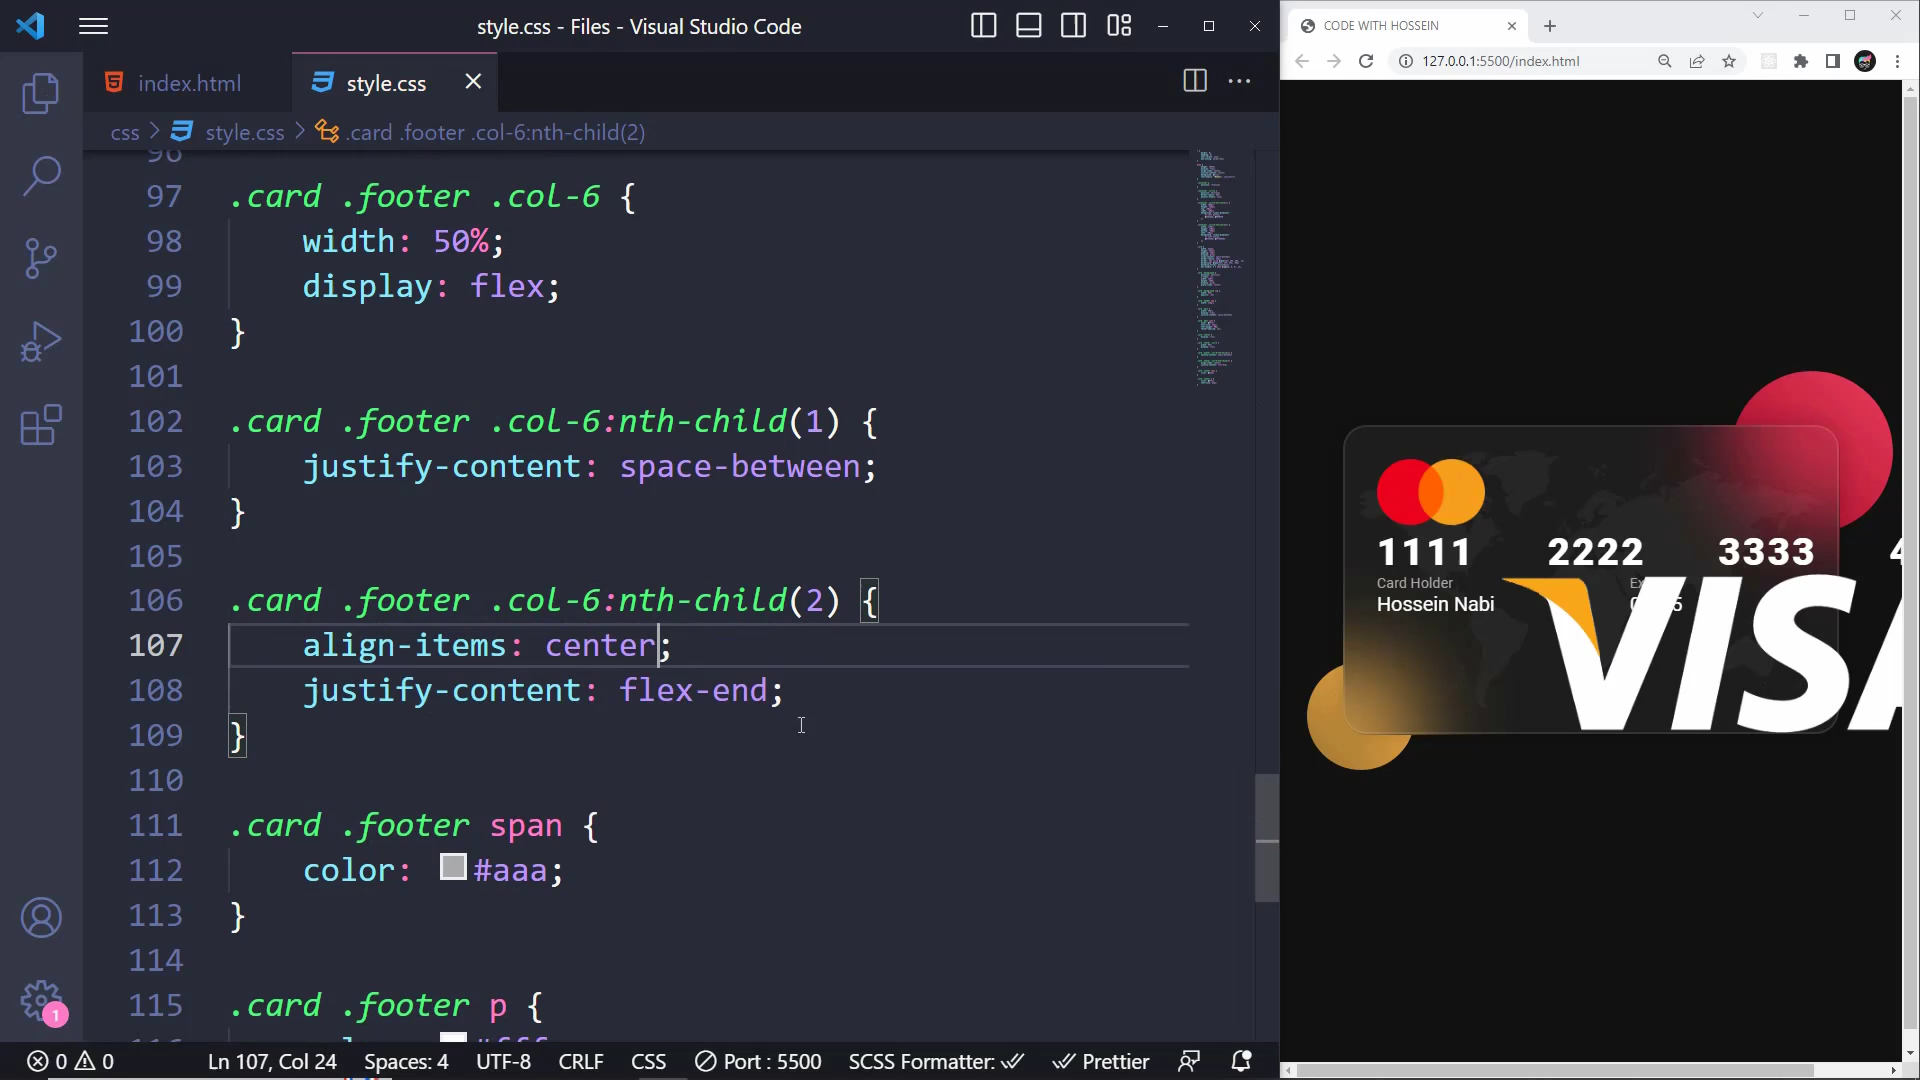 style.css - Files - Visual Studio Code
index.html
style.css
css > style.css > .card .footer .col-6:nth-child(2)
96
97 .card .footer .col-6 {
98 width: 50%;
99 display: flex;
100 }
101
102 .card .footer .col-6:nth-child(1) {
103 justify-content: space-between;
104 }
105
106 .card .footer .col-6:nth-child(2) {
107 align-items: center;
108 justify-content: flex-end;
109 }
110
111 .card .footer span {
112 color: #aaa;
113 }
114
115 .card .footer p {
1
0 0 Ln 107, Col 24 Spaces: 4 UTF-8 CRLF CSS Port : 5500 SCSS Formatter: Prettier
CODE WITH HOSSEIN
127.0.0.1:5500/index.html
1111 2222 3333
Card Holder
Hossein Nabi
VISA